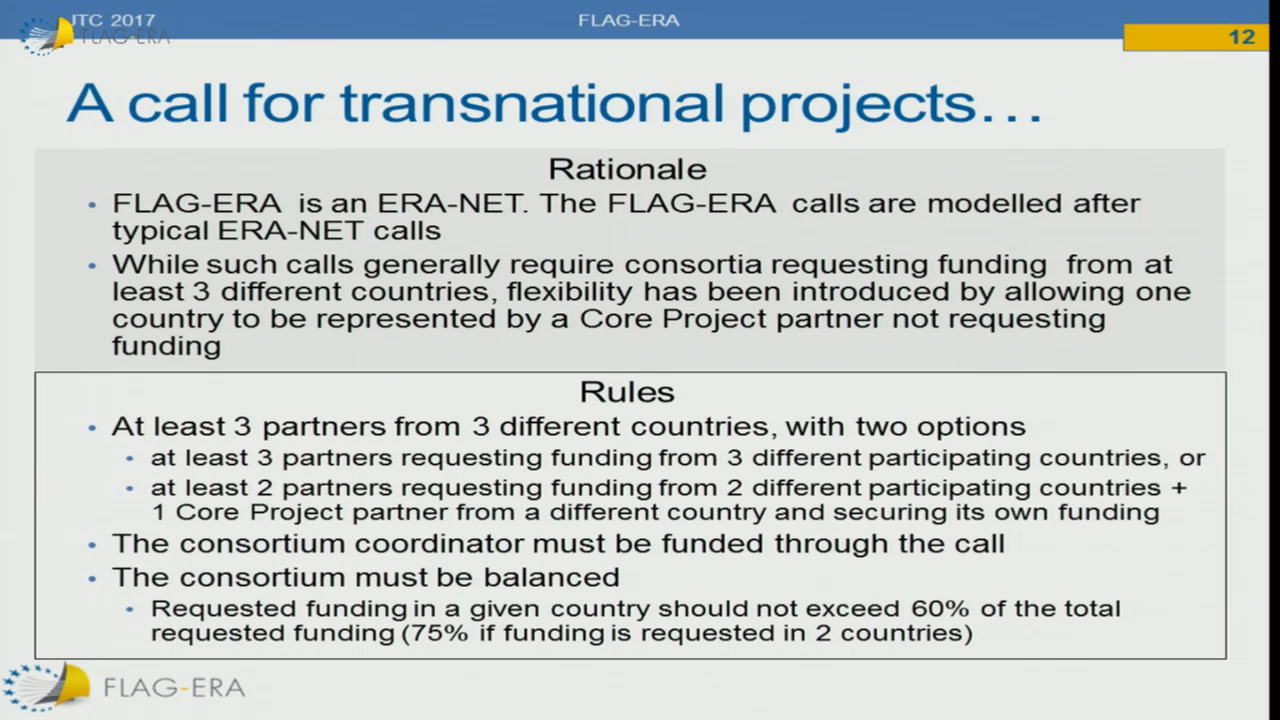 JTC 2017
FLAG-ERA
FLAG-ERA
12
A call for transnational projects…
Rationale
• FLAG-ERA is an ERA-NET. The FLAG-ERA calls are modelled after
typical ERA-NET calls
• While such calls generally require consortia requesting funding from at
least 3 different countries, flexibility has been introduced by allowing one
country to be represented by a Core Project partner not requesting
funding
Rules
• At least 3 partners from 3 different countries, with two options
• at least 3 partners requesting funding from 3 different participating countries, or
• at least 2 partners requesting funding from 2 different participating countries +
1 Core Project partner from a different country and securing its own funding
• The consortium coordinator must be funded through the call
• The consortium must be balanced
• Requested funding in a given country should not exceed 60% of the total
requested funding (75% if funding is requested in 2 countries)
FLAG-ERA